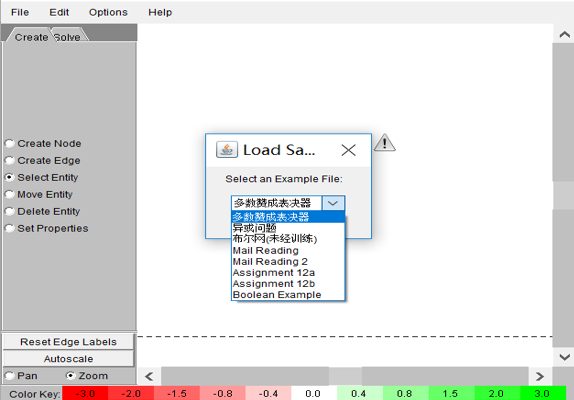 File Edit Options Help
Create Solve
Create Node
Create Edge
Select Entity
Move Entity
Delete Entity
Set Properties
Load Sa...
Select an Example File:
多数赞成表决器
多数赞成表决器
异或问题
布尔网(未经训练)
Mail Reading
Mail Reading 2
Assignment 12a
Assignment 12b
Boolean Example
Reset Edge Labels
Autoscale
Pan Zoom
Color Key: -3.0 -2.0 -1.5 -0.8 -0.4 0.0 0.4 0.8 1.5 2.0 3.0